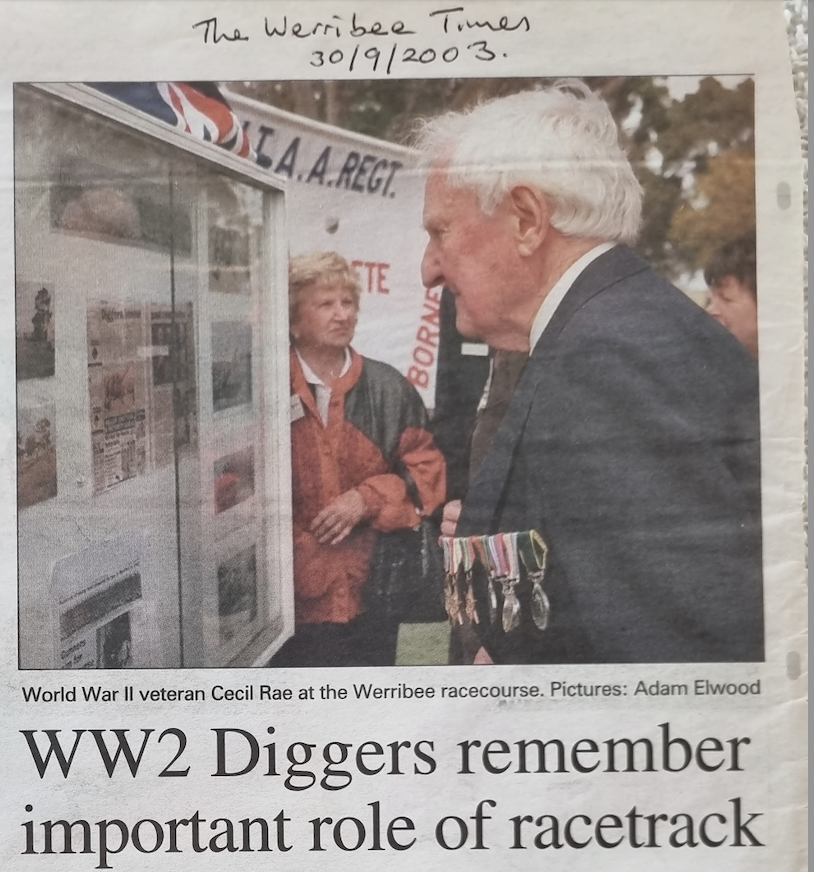 The Werribee Times
30/9/2003.
A.A.REGT.
ETE
BORNE
World War II veteran Cecil Rae at the Werribee racecourse. Pictures: Adam Elwood
WW2 Diggers remember
important role of racetrack